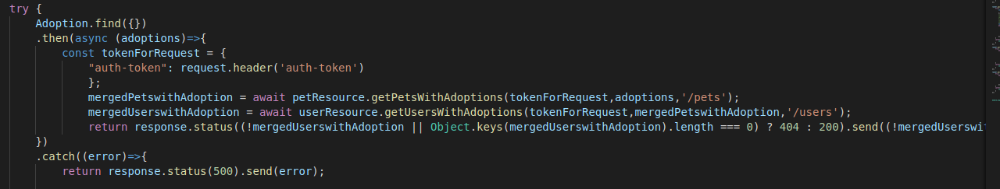 try {
Adoption.find({})
.then(async (adoptions)=>{
const tokenForRequest = {
"auth-token": request.header('auth-token')
};
mergedPetswithAdoption = await petResource.getPetsWithAdoptions(tokenForRequest,adoptions,'/pets');
mergedUserswithAdoption = await userResource.getUsersWithAdoptions(tokenForRequest,mergedPetswithAdoption,'/users');
return response.status((!mergedUserswithAdoption || Object.keys(mergedUserswithAdoption).length === 0) ? 404 : 200).send((!mergedUserswi
})
.catch((error)=>{
return response.status(500).send(error);